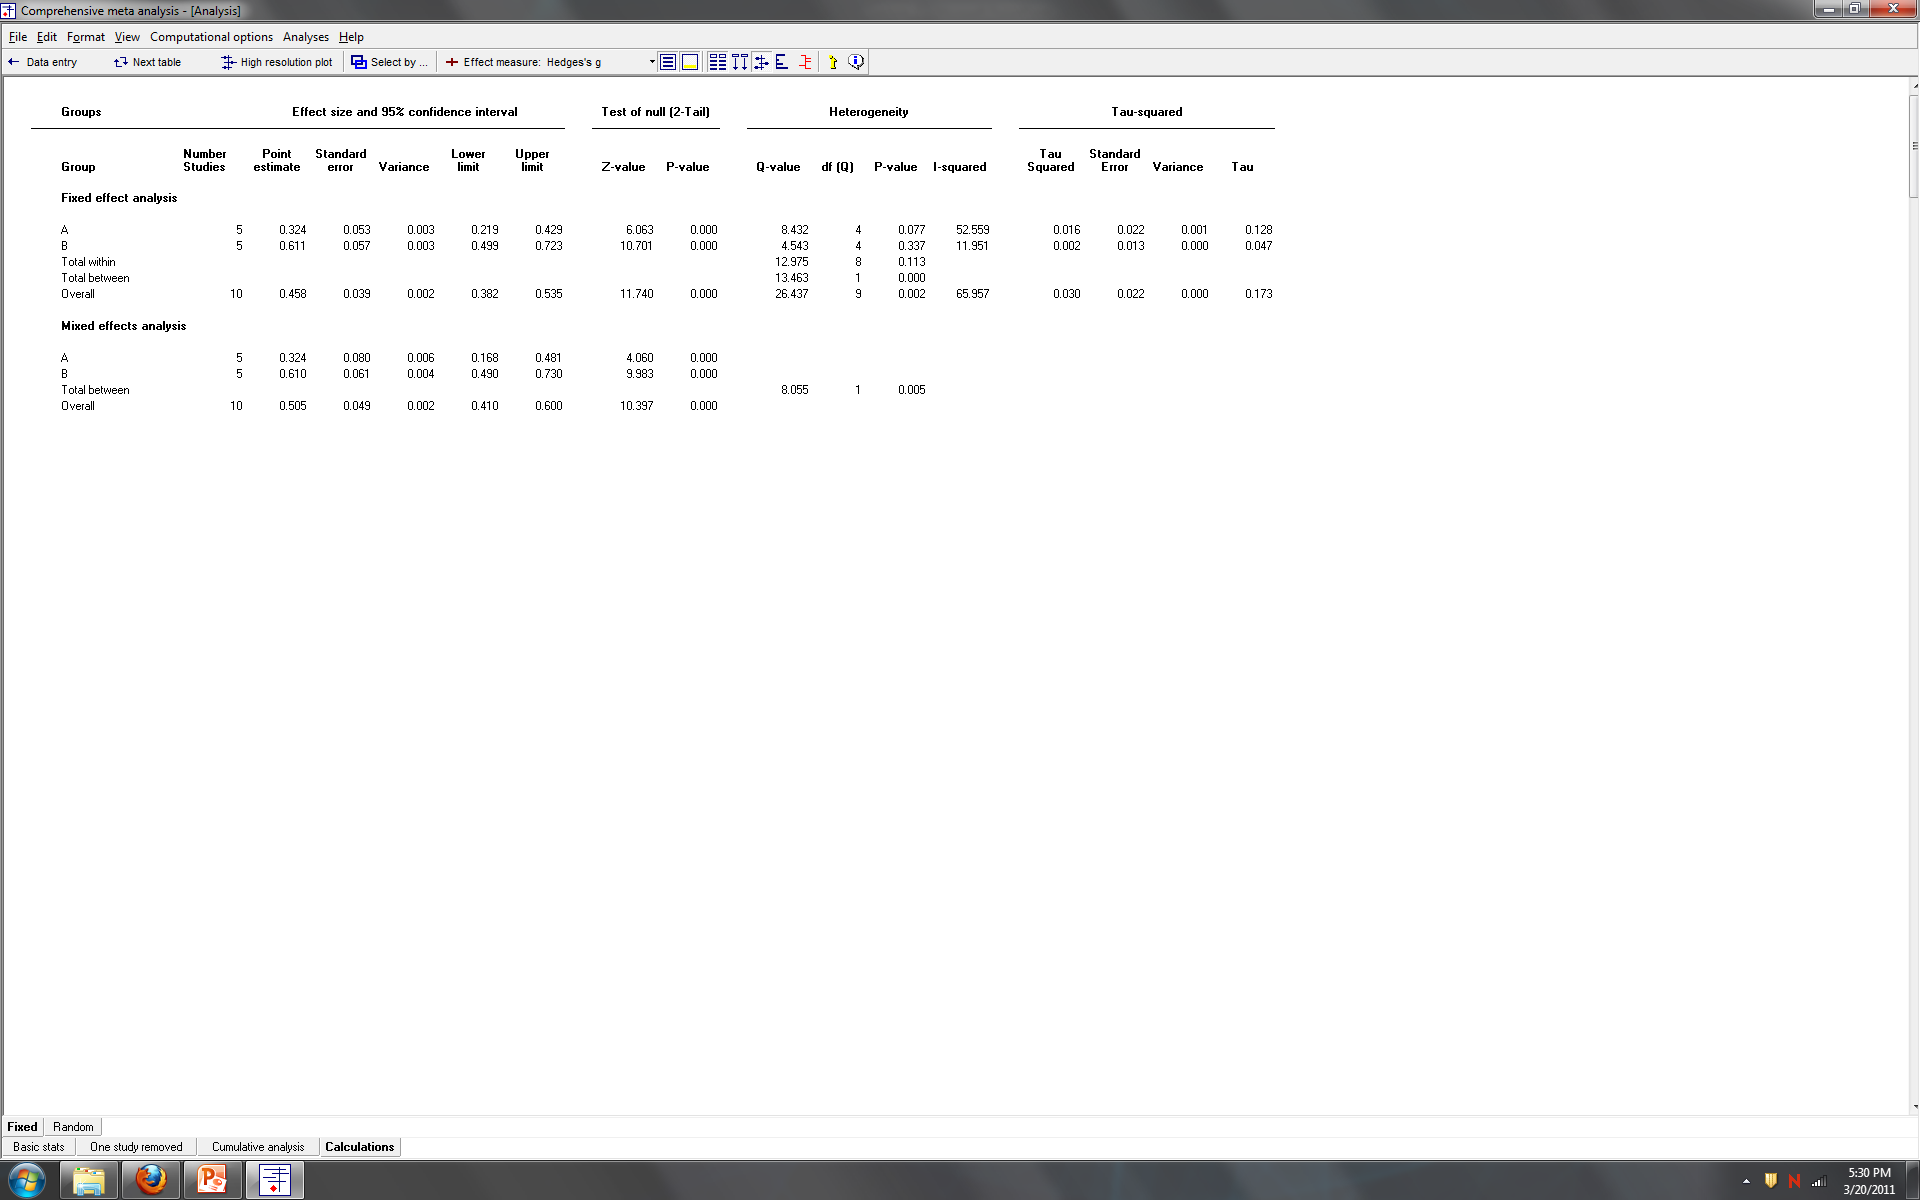 Comprehensive meta analysis - [Analysis]
File Edit Format View Computational options Analyses Help
Data entry Next table High resolution plot Select by ... Effect measure: Hedges's g
Groups Effect size and 95% confidence interval Test of null (2-Tail) Heterogeneity Tau-squared
Number Point Standard Lower Upper Tau Standard
Group Studies estimate error Variance limit limit Z-value P-value Q-value df (Q) P-value I-squared Squared Error Variance Tau
Fixed effect analysis
A 5 0.324 0.053 0.003 0.219 0.429 6.063 0.000 8.432 4 0.077 52.559 0.016 0.022 0.001 0.128
B 5 0.611 0.057 0.003 0.499 0.723 10.701 0.000 4.543 4 0.337 11.951 0.002 0.013 0.000 0.047
Total within 12.975 8 0.113
Total between 13.463 1 0.000
Overall 10 0.458 0.039 0.002 0.382 0.535 11.740 0.000 26.437 9 0.002 65.957 0.030 0.022 0.000 0.173
Mixed effects analysis
A 5 0.324 0.080 0.006 0.168 0.481 4.060 0.000
B 5 0.610 0.061 0.004 0.490 0.730 9.983 0.000
Total between 8.055 1 0.005
Overall 10 0.505 0.049 0.002 0.410 0.600 10.397 0.000
Fixed Random
Basic stats One study removed Cumulative analysis Calculations
5:30 PM
3/20/2011